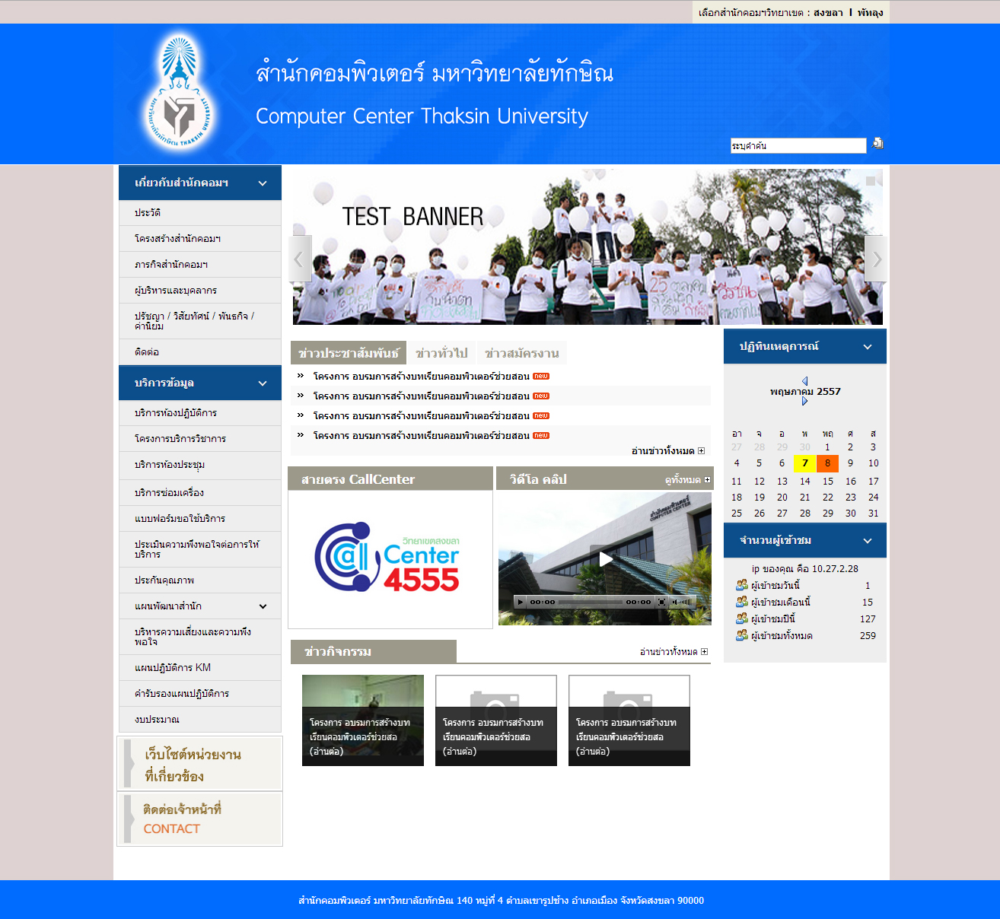 เลือกสำนักคอมฯวิทยาเขต : สงขลา | พัทลุง
สำนักคอมพิวเตอร์ มหาวิทยาลัยทักษิณ
Computer Center Thaksin University
ระบุคำค้น
เกี่ยวกับสำนักคอมฯ
ประวัติ
โครงสร้างสำนักคอมฯ
ภารกิจสำนักคอมฯ
ผู้บริหารและบุคลากร
ปรัชญา / วิสัยทัศน์ / พันธกิจ /
ค่านิยม
ติดต่อ
บริการข้อมูล
บริการห้องปฏิบัติการ
โครงการบริการวิชาการ
บริการห้องประชุม
บริการซ่อมเครื่อง
แบบฟอร์มขอใช้บริการ
ประเมินความพึงพอใจต่อการให้
บริการ
ประกันคุณภาพ
แผนพัฒนาสำนัก
บริหารความเสี่ยงและความพึง
พอใจ
แผนปฏิบัติการ KM
คำรับรองแผนปฏิบัติการ
งบประมาณ
เว็บไซต์หน่วยงาน
ที่เกี่ยวข้อง
ติดต่อเจ้าหน้าที่
CONTACT
TEST BANNER
ข่าวประชาสัมพันธ์ ข่าวทั่วไป ข่าวสมัครงาน
โครงการ อบรมการสร้างบทเรียนคอมพิวเตอร์ช่วยสอน new
โครงการ อบรมการสร้างบทเรียนคอมพิวเตอร์ช่วยสอน new
โครงการ อบรมการสร้างบทเรียนคอมพิวเตอร์ช่วยสอน new
โครงการ อบรมการสร้างบทเรียนคอมพิวเตอร์ช่วยสอน new
อ่านข่าวทั้งหมด
สายตรง CallCenter
วิทยาเขตสงขลา
Call Center
4555
วิดีโอ คลิป ดูทั้งหมด
สำนักคอมพิวเตอร์
COMPUTER CENTER
00:00 00:00
ข่าวกิจกรรม อ่านข่าวทั้งหมด
โครงการ อบรมการสร้างบท
เรียนคอมพิวเตอร์ช่วยสอ
(อ่านต่อ)
โครงการ อบรมการสร้างบท
เรียนคอมพิวเตอร์ช่วยสอ
(อ่านต่อ)
โครงการ อบรมการสร้างบท
เรียนคอมพิวเตอร์ช่วยสอ
(อ่านต่อ)
ปฏิทินเหตุการณ์
พฤษภาคม 2557
อา จ อ พ พฤ ศ ส
27 28 29 30 1 2 3
4 5 6 7 8 9 10
11 12 13 14 15 16 17
18 19 20 21 22 23 24
25 26 27 28 29 30 31
จำนวนผู้เข้าชม
ip ของคุณ คือ 10.27.2.28
ผู้เข้าชมวันนี้ 1
ผู้เข้าชมเดือนนี้ 15
ผู้เข้าชมปีนี้ 127
ผู้เข้าชมทั้งหมด 259
สำนักคอมพิวเตอร์ มหาวิทยาลัยทักษิณ 140 หมู่ที่ 4 ตำบลเขารูปช้าง อำเภอเมือง จังหวัดสงขลา 90000